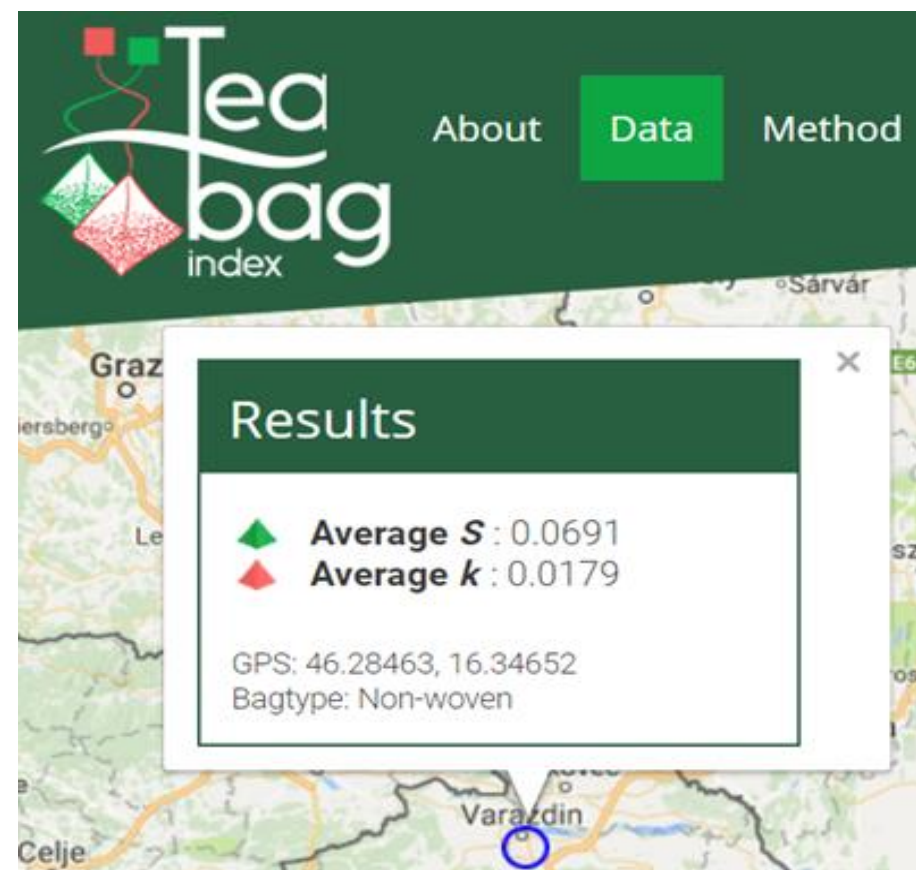 Tea
bag
index
About Data Method
Sárvár
Graz
E6
Results
Average S : 0.0691
Average k : 0.0179
GPS: 46.28463, 16.34652
Bagtype: Non-woven
Varaždin
Celje